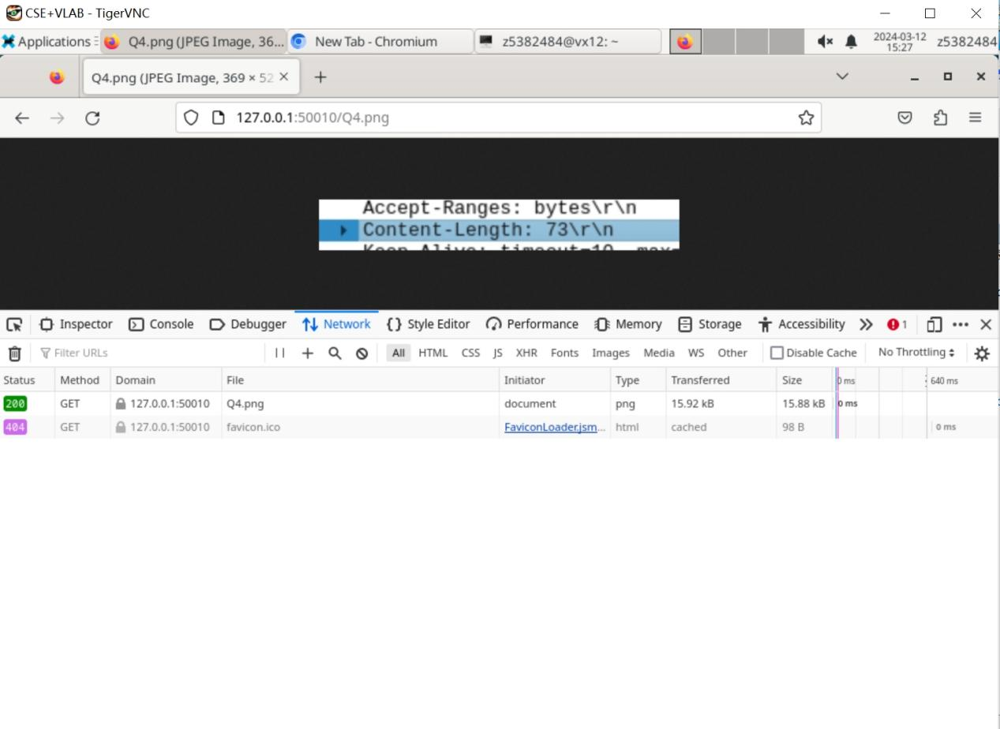 CSE+VLAB - TigerVNC
Applications Q4.png (JPEG Image, 36... New Tab - Chromium z5382484@vx12: ~ 2024-03-12 15:27 z5382484
Q4.png (JPEG Image, 369 × 52
127.0.0.1:50010/Q4.png
Accept-Ranges: bytes\r\n
Content-Length: 73\r\n
Keep-Alive: timeout=10, max=
Inspector Console Debugger Network Style Editor Performance Memory Storage Accessibility 1
Filter URLs All HTML CSS JS XHR Fonts Images Media WS Other Disable Cache No Throttling
Status Method Domain File Initiator Type Transferred Size 0 ms 640 ms
200 GET 127.0.0.1:50010 Q4.png document png 15.92 kB 15.88 kB 0 ms
404 GET 127.0.0.1:50010 favicon.ico FaviconLoader.jsm... html cached 98 B 0 ms